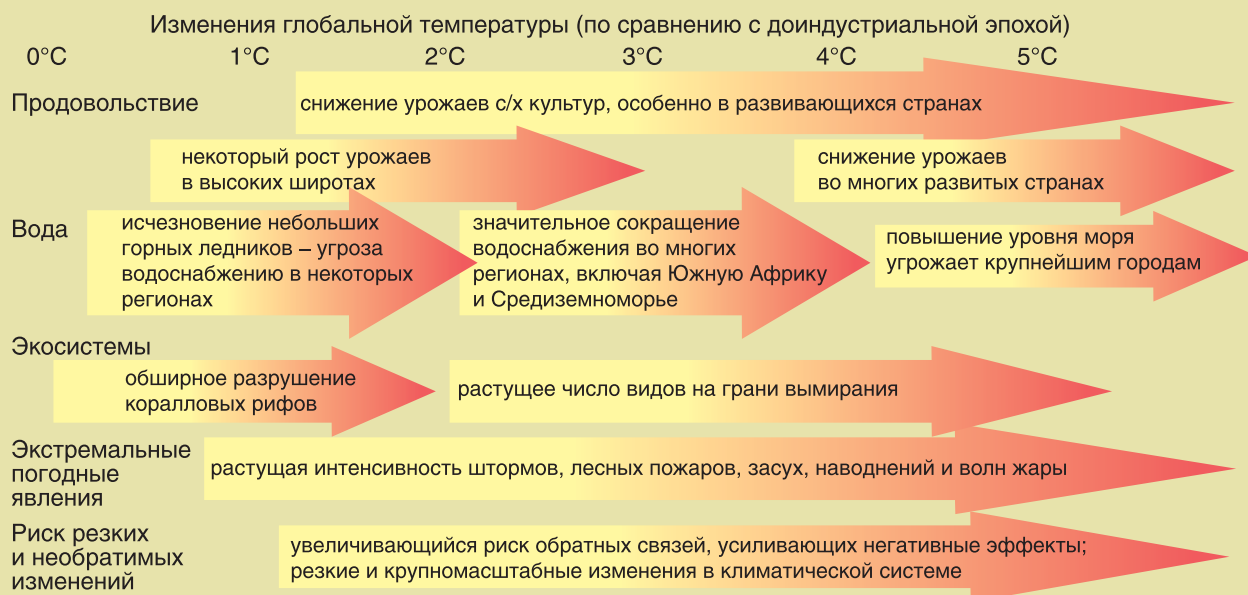 Изменения глобальной температуры (по сравнению с доиндустриальной эпохой)
0°C 1°C 2°C 3°C 4°C 5°C
Продовольствие
снижение урожаев с/х культур, особенно в развивающихся странах
некоторый рост урожаев
в высоких широтах
снижение урожаев
во многих развитых странах
Вода
исчезновение небольших
горных ледников – угроза
водоснабжению в некоторых
регионах
значительное сокращение
водоснабжения во многих
регионах, включая Южную Африку
и Средиземноморье
повышение уровня моря
угрожает крупнейшим городам
Экосистемы
обширное разрушение
коралловых рифов
растущее число видов на грани вымирания
Экстремальные
погодные
явления
растущая интенсивность штормов, лесных пожаров, засух, наводнений и волн жары
Риск резких
и необратимых
изменений
увеличивающийся риск обратных связей, усиливающих негативные эффекты;
резкие и крупномасштабные изменения в климатической системе